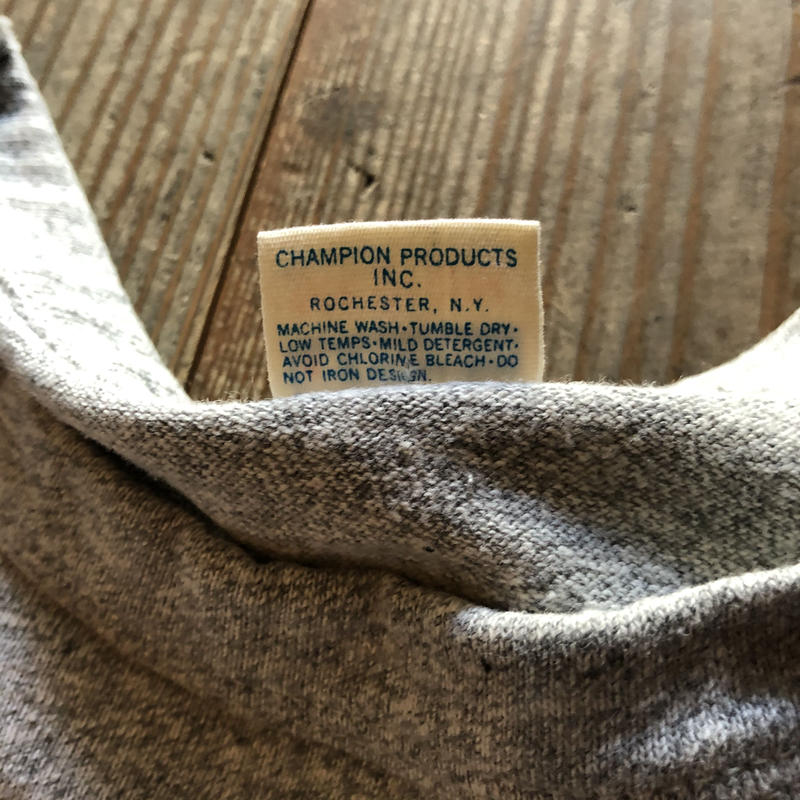 CHAMPION PRODUCTS
INC.
ROCHESTER, N.Y.
MACHINE WASH•TUMBLE DRY•
LOW TEMPS•MILD DETERGENT•
AVOID CHLORINE BLEACH•DO
NOT IRON DESIGN.